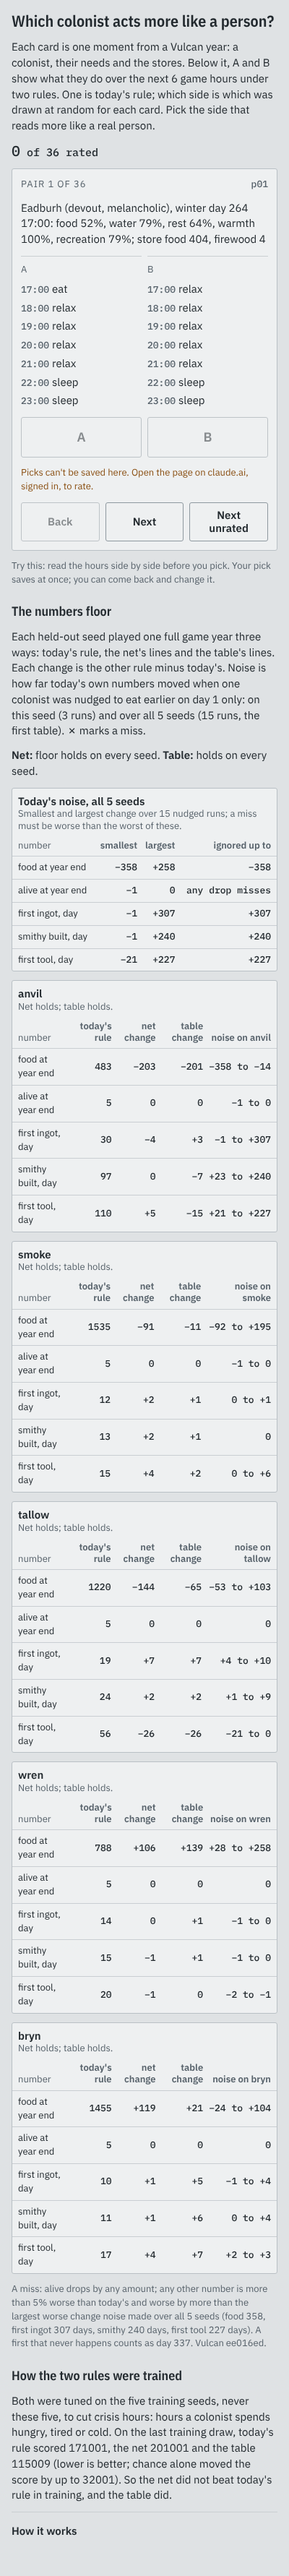 Which colonist acts more like a person?
Each card is one moment from a Vulcan year: a
colonist, their needs and the stores. Below it, A and B
show what they do over the next 6 game hours under
two rules. One is today's rule; which side is which was
drawn at random for each card. Pick the side that
reads more like a real person.
0 of 36 rated
PAIR 1 OF 36 p01
Eadburh (devout, melancholic), winter day 264
17:00: food 52%, water 79%, rest 64%, warmth
100%, recreation 79%; store food 404, firewood 4
A B
17:00 eat 17:00 relax
18:00 relax 18:00 relax
19:00 relax 19:00 relax
20:00 relax 20:00 relax
21:00 relax 21:00 relax
22:00 sleep 22:00 sleep
23:00 sleep 23:00 sleep
A B
Picks can't be saved here. Open the page on claude.ai,
signed in, to rate.
Back Next Next
unrated
Try this: read the hours side by side before you pick. Your pick
saves at once; you can come back and change it.
The numbers floor
Each held-out seed played one full game year three
ways: today's rule, the net's lines and the table's lines.
Each change is the other rule minus today's. Noise is
how far today's own numbers moved when one
colonist was nudged to eat earlier on day 1 only: on
this seed (3 runs) and over all 5 seeds (15 runs, the
first table). × marks a miss.
Net: floor holds on every seed. Table: holds on every
seed.
Today's noise, all 5 seeds
Smallest and largest change over 15 nudged runs; a miss
must be worse than the worst of these.
number smallest largest ignored up to
food at year end −358 +258 −358
alive at year end −1 0 any drop misses
first ingot, day −1 +307 +307
smithy built, day −1 +240 +240
first tool, day −21 +227 +227
anvil
Net holds; table holds.
number today's rule net change table change noise on anvil
food at year end 483 −203 −201 −358 to −14
alive at year end 5 0 0 −1 to 0
first ingot, day 30 −4 +3 −1 to +307
smithy built, day 97 0 −7 +23 to +240
first tool, day 110 +5 −15 +21 to +227
smoke
Net holds; table holds.
number today's rule net change table change noise on smoke
food at year end 1535 −91 −11 −92 to +195
alive at year end 5 0 0 −1 to 0
first ingot, day 12 +2 +1 0 to +1
smithy built, day 13 +2 +1 0
first tool, day 15 +4 +2 0 to +6
tallow
Net holds; table holds.
number today's rule net change table change noise on tallow
food at year end 1220 −144 −65 −53 to +103
alive at year end 5 0 0 0
first ingot, day 19 +7 +7 +4 to +10
smithy built, day 24 +2 +2 +1 to +9
first tool, day 56 −26 −26 −21 to 0
wren
Net holds; table holds.
number today's rule net change table change noise on wren
food at year end 788 +106 +139 +28 to +258
alive at year end 5 0 0 0
first ingot, day 14 0 +1 −1 to 0
smithy built, day 15 −1 +1 −1 to 0
first tool, day 20 −1 0 −2 to −1
bryn
Net holds; table holds.
number today's rule net change table change noise on bryn
food at year end 1455 +119 +21 −24 to +104
alive at year end 5 0 0 0
first ingot, day 10 +1 +5 −1 to +4
smithy built, day 11 +1 +6 0 to +4
first tool, day 17 +4 +7 +2 to +3
A miss: alive drops by any amount; any other number is more
than 5% worse than today's and worse by more than the
largest worse change noise made over all 5 seeds (food 358,
first ingot 307 days, smithy 240 days, first tool 227 days). A
first that never happens counts as day 337. Vulcan ee016ed.
How the two rules were trained
Both were tuned on the five training seeds, never
these five, to cut crisis hours: hours a colonist spends
hungry, tired or cold. On the last training draw, today's
rule scored 171001, the net 201001 and the table
115009 (lower is better; chance alone moved the
score by up to 32001). So the net did not beat today's
rule in training, and the table did.
How it works